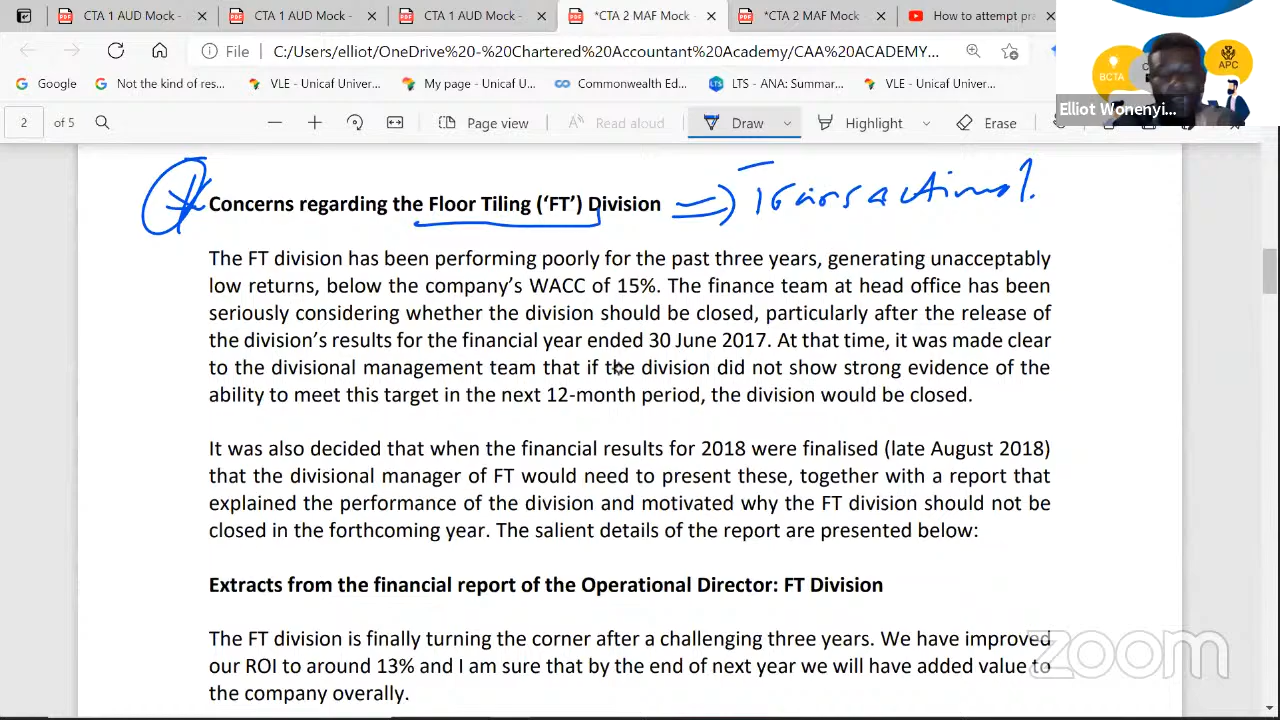 CTA 1 AUD Mock -
CTA 1 AUD Mock -
CTA 1 AUD Mock -
*CTA 2 MAF Mock -
CTA 2 MAF Mock -
How to attempt pra
File
C:/Users/elliot/OneDrive%20-%20Chartered%20Accountant%20Academy/CAA%20ACADEMY...
Google
Not the kind of res...
VLE - Unicaf Univer...
My page - Unicaf U...
Commonwealth Ed...
LTS - ANA: Summar...
VLE - Unicaf Univer...
BCTA
APC
Elliot Wonenyi...
2
of 5
Page view
Read aloud
Draw
Highlight
Erase
Concerns regarding the Floor Tiling ('FT') Division
Transactional.
The FT division has been performing poorly for the past three years, generating unacceptably
low returns, below the company's WACC of 15%. The finance team at head office has been
seriously considering whether the division should be closed, particularly after the release of
the division's results for the financial year ended 30 June 2017. At that time, it was made clear
to the divisional management team that if the division did not show strong evidence of the
ability to meet this target in the next 12-month period, the division would be closed.
It was also decided that when the financial results for 2018 were finalised (late August 2018)
that the divisional manager of FT would need to present these, together with a report that
explained the performance of the division and motivated why the FT division should not be
closed in the forthcoming year. The salient details of the report are presented below:
Extracts from the financial report of the Operational Director: FT Division
The FT division is finally turning the corner after a challenging three years. We have improved
our ROI to around 13% and I am sure that by the end of next year we will have added value to
the company overally.
zoom